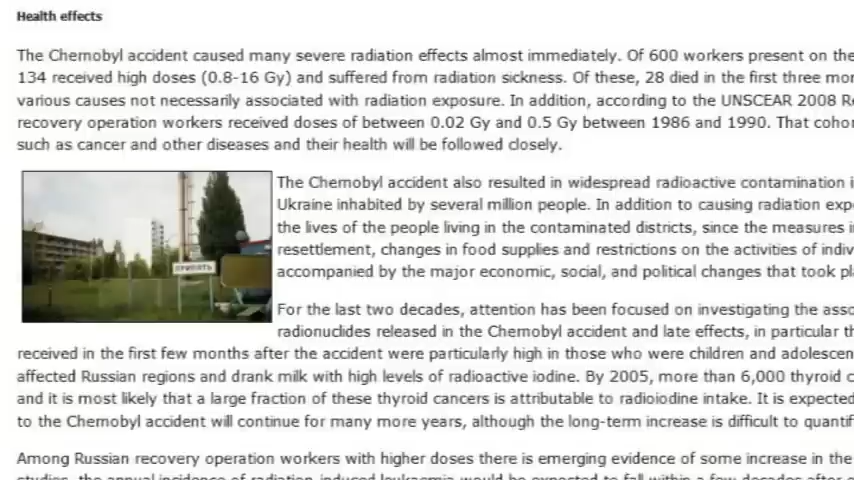 Health effects
The Chernobyl accident caused many severe radiation effects almost immediately. Of 600 workers present on the
134 received high doses (0.8-16 Gy) and suffered from radiation sickness. Of these, 28 died in the first three
various causes not necessarily associated with radiation exposure. In addition, according to the UNSCEAR 2008
recovery operation workers received doses of between 0.02 Gy and 0.5 Gy between 1986 and 1990. That
such as cancer and other diseases and their health will be followed closely.
The Chernobyl accident also resulted in widespread radioactive contamination
Ukraine inhabited by several million people. In addition to causing radiation
the lives of the people living in the contaminated districts, since the measures
resettlement, changes in food supplies and restrictions on the activities of
accompanied by the major economic, social, and political changes that took
For the last two decades, attention has been focused on investigating the
radionuclides released in the Chernobyl accident and late effects, in particular
received in the first few months after the accident were particularly high in those who were children and
affected Russian regions and drank milk with high levels of radioactive iodine. By 2005, more than 6,000 thyroid
and it is most likely that a large fraction of these thyroid cancers is attributable to radioiodine intake. It is expected
to the Chernobyl accident will continue for many more years, although the long-term increase is difficult to
Among Russian recovery operation workers with higher doses there is emerging evidence of some increase in the